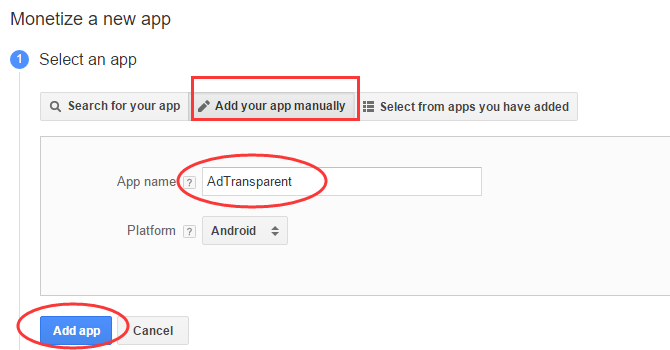 Monetize a new app
1 Select an app
Search for your app Add your app manually Select from apps you have added
App name ? AdTransparent
Platform ? Android
Add app Cancel